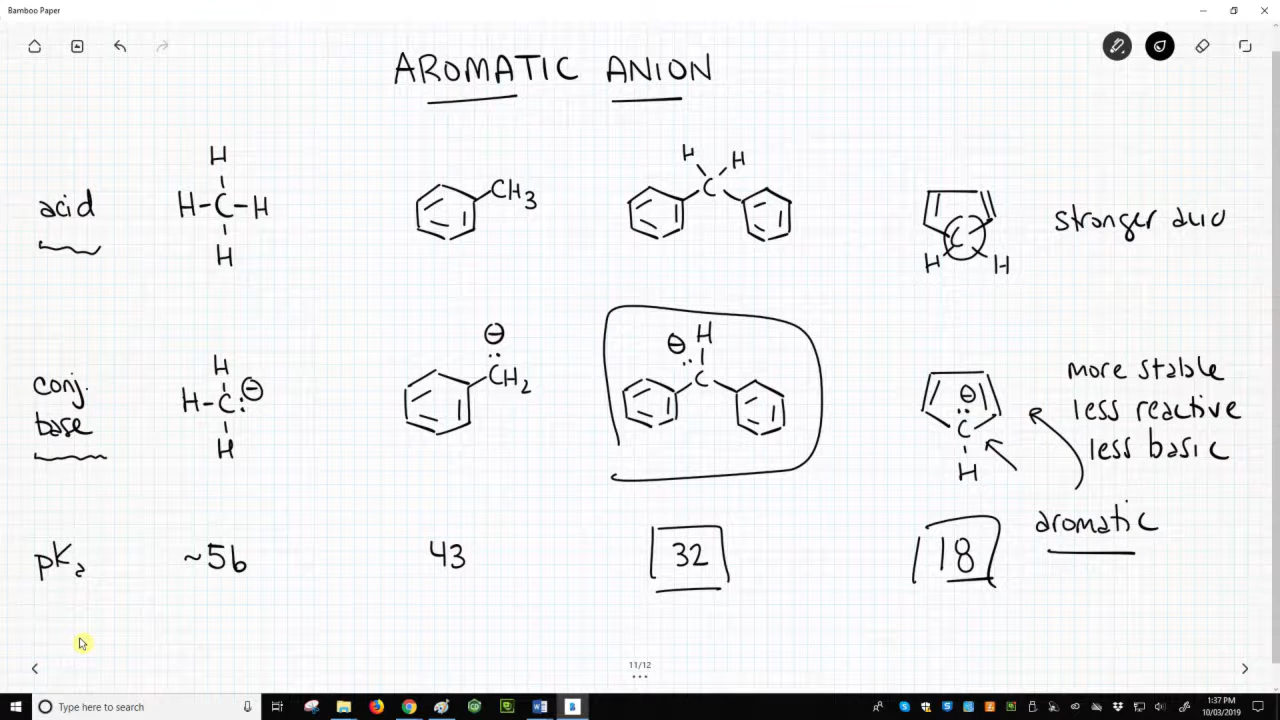 Bamboo Paper
AROMATIC ANION
acid
H
H-C-H
H
CH3
H H
C
C
H H
stronger acid
conj.
base
H
H-C:⊖
H
⊖
CH2
⊖ H
C
⊖
C
H
more stable
less reactive
less basic
aromatic
pKa
~56
43
32
18
11/12
Type here to search
1:37 PM
10/03/2019